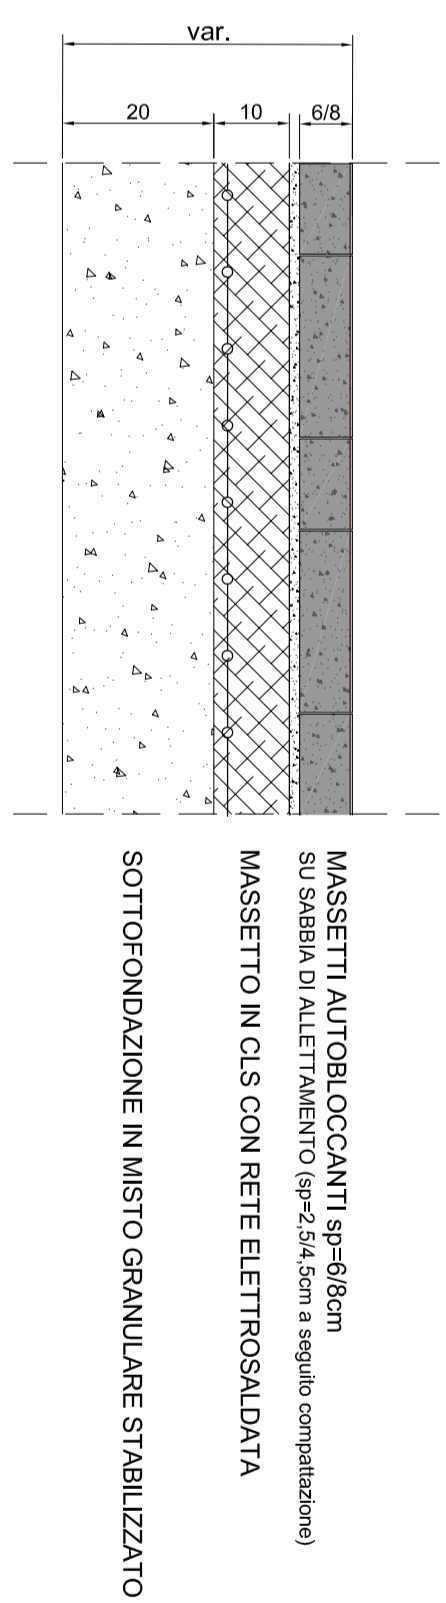 var.
20
10
6/8
MASSETTI AUTOBLOCCANTI sp=6/8cm
SU SABBIA DI ALLETTAMENTO (sp=2,5/4,5cm a seguito compattazione)
MASSETTO IN CLS CON RETE ELETTROSALDATA
SOTTOFONDAZIONE IN MISTO GRANULARE STABILIZZATO